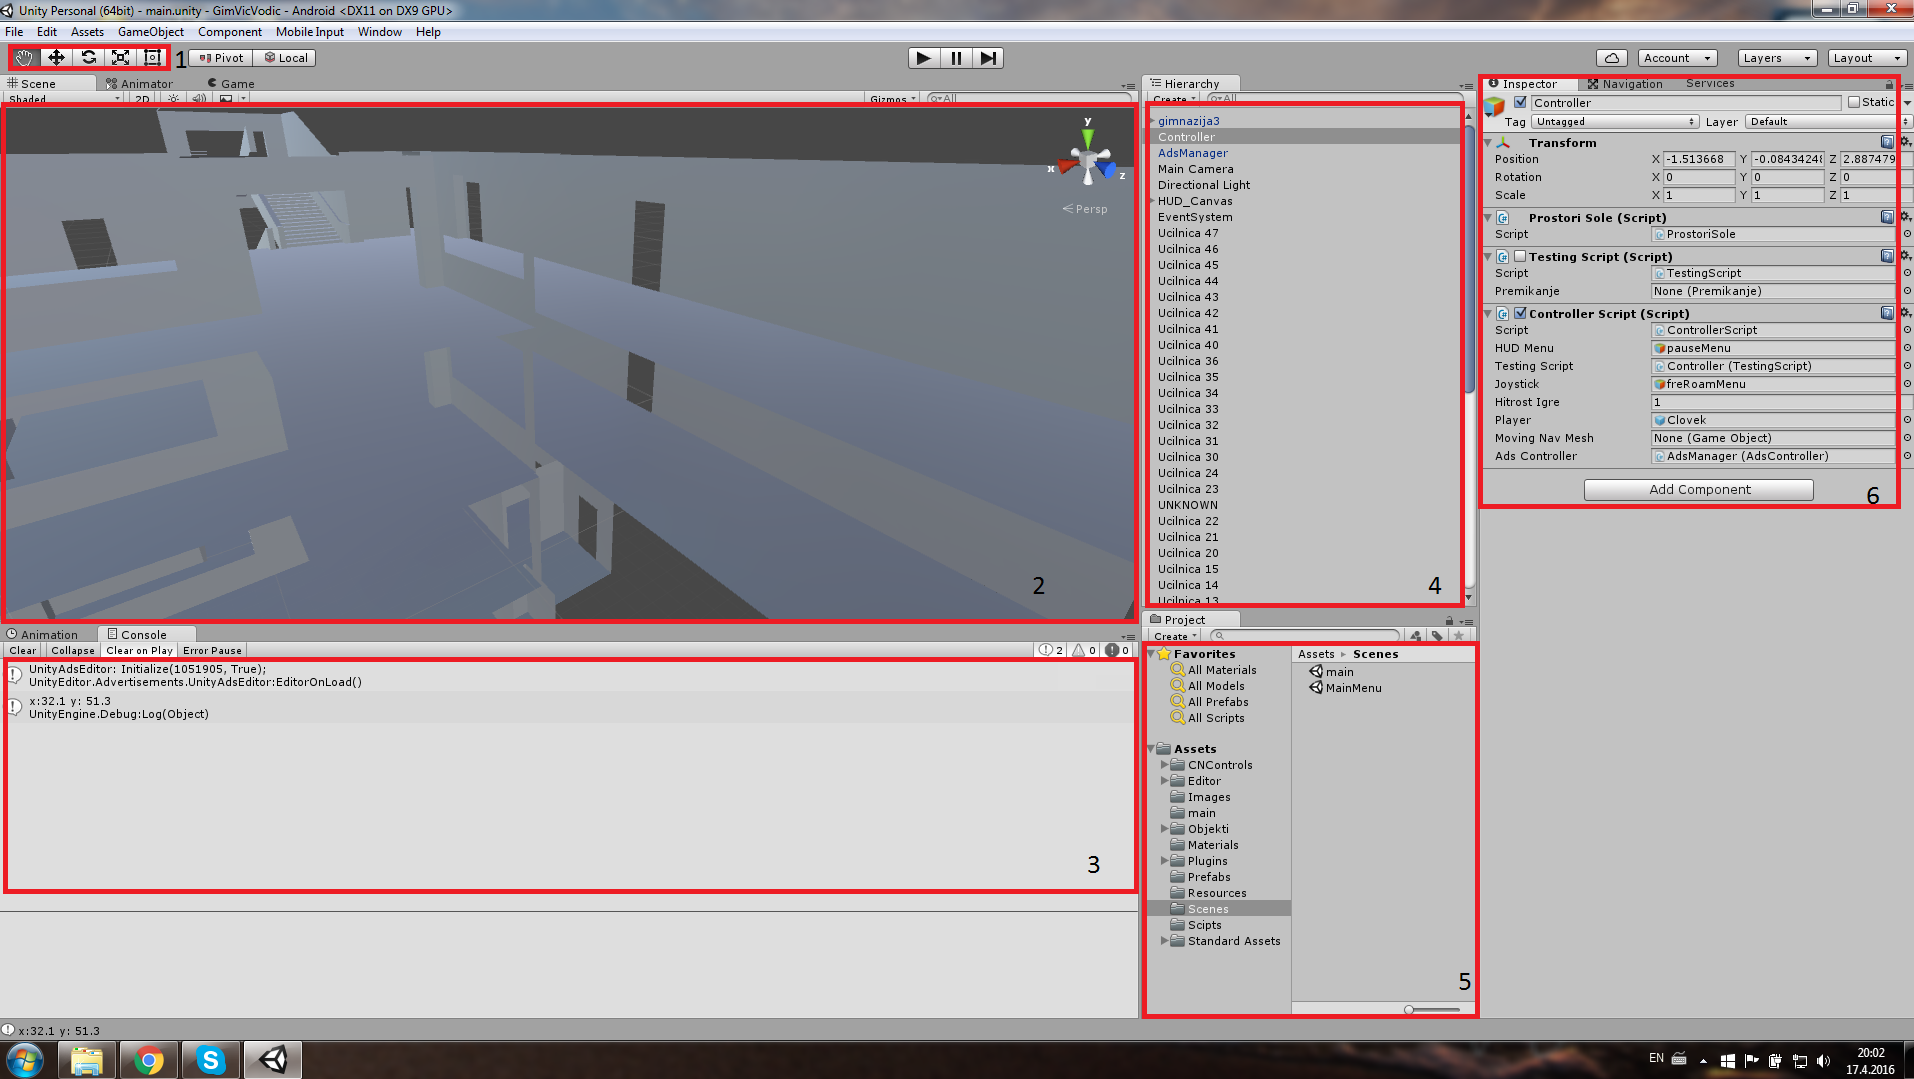 Unity Personal (64bit) - main.unity - GimVicVodic - Android <DX11 on DX9 GPU>
File Edit Assets GameObject Component Mobile Input Window Help
1 Pivot Local Account Layers Layout
Scene Animator Game
Shaded 2D Gizmos All
y
x
z
Persp
2
Animation Console
Clear Collapse Clear on Play Error Pause 2 0 0
UnityAdsEditor: Initialize(1051905, True);
UnityEditor.Advertisements.UnityAdsEditor:EditorOnLoad()
x:32.1 y: 51.3
UnityEngine.Debug:Log(Object)
3
Hierarchy
Create All
gimnazija3
Controller
AdsManager
Main Camera
Directional Light
HUD_Canvas
EventSystem
Ucilnica 47
Ucilnica 46
Ucilnica 45
Ucilnica 44
Ucilnica 43
Ucilnica 42
Ucilnica 41
Ucilnica 40
Ucilnica 36
Ucilnica 35
Ucilnica 34
Ucilnica 33
Ucilnica 32
Ucilnica 31
Ucilnica 30
Ucilnica 24
Ucilnica 23
UNKNOWN
Ucilnica 22
Ucilnica 21
Ucilnica 20
Ucilnica 15
Ucilnica 14
Ucilnica 13
4
Project
Create
Favorites
All Materials
All Models
All Prefabs
All Scripts
Assets
CNControls
Editor
Images
main
Objekti
Materials
Plugins
Prefabs
Resources
Scenes
Scipts
Standard Assets
Assets Scenes
main
MainMenu
5
Inspector Navigation Services
Controller Static
Tag Untagged Layer Default
Transform
Position X -1.513668 Y -0.0843424 Z 2.887479
Rotation X 0 Y 0 Z 0
Scale X 1 Y 1 Z 1
Prostori Sole (Script)
Script ProstoriSole
Testing Script (Script)
Script TestingScript
Premikanje None (Premikanje)
Controller Script (Script)
Script ControllerScript
HUD Menu pauseMenu
Testing Script Controller (TestingScript)
Joystick freRoamMenu
Hitrost Igre 1
Player Clovek
Moving Nav Mesh None (Game Object)
Ads Controller AdsManager (AdsController)
Add Component
6
x:32.1 y: 51.3
EN 20:02
17.4.2016